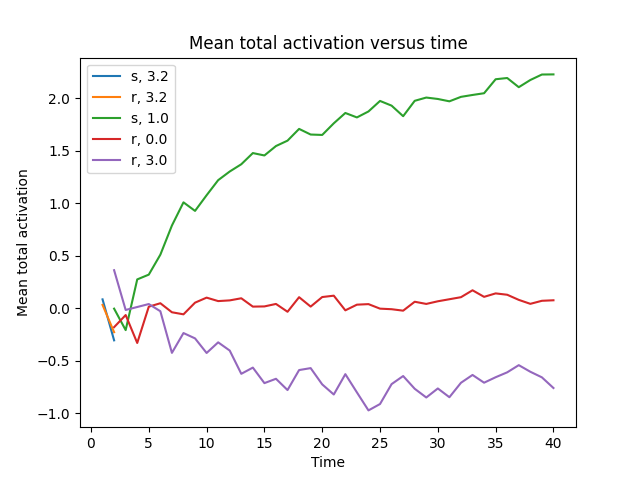 Mean total activation versus time
s, 3.2
r, 3.2
s, 1.0
r, 0.0
r, 3.0
Mean total activation
2.0
1.5
1.0
0.5
0.0
−0.5
−1.0
0 5 10 15 20 25 30 35 40
Time